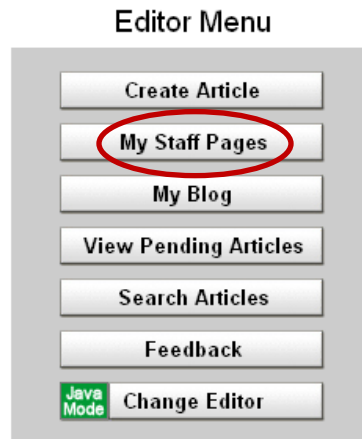 Editor Menu
Create Article
My Staff Pages
My Blog
View Pending Articles
Search Articles
Feedback
Java Mode Change Editor